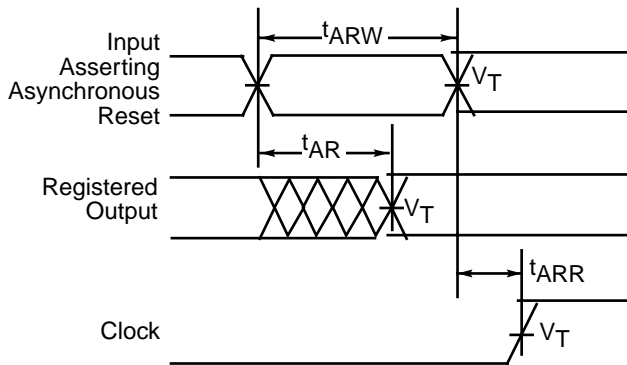 tARW
Input
Asserting
Asynchronous
Reset
VT
tAR
Registered
Output
VT
tARR
Clock
VT